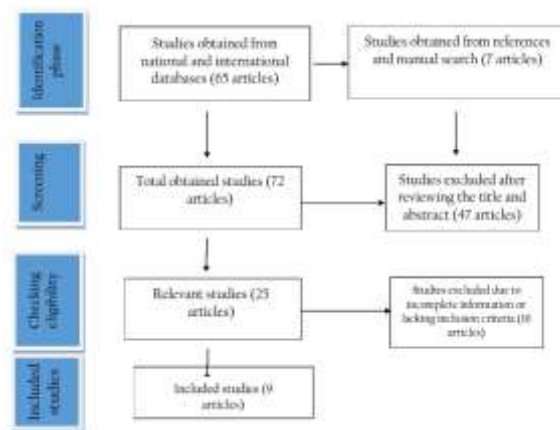 Identification
phase
Studies obtained from
national and international
databases (65 articles)
Studies obtained from references
and manual search (7 articles)
Screening
Total obtained studies (72
articles)
Studies excluded after
reviewing the title and
abstract (47 articles)
Checking
eligibility
Relevant studies (25
articles)
Studies excluded due to
incomplete information or
lacking inclusion criteria (16
articles)
Included
studies
Included studies (9
articles)